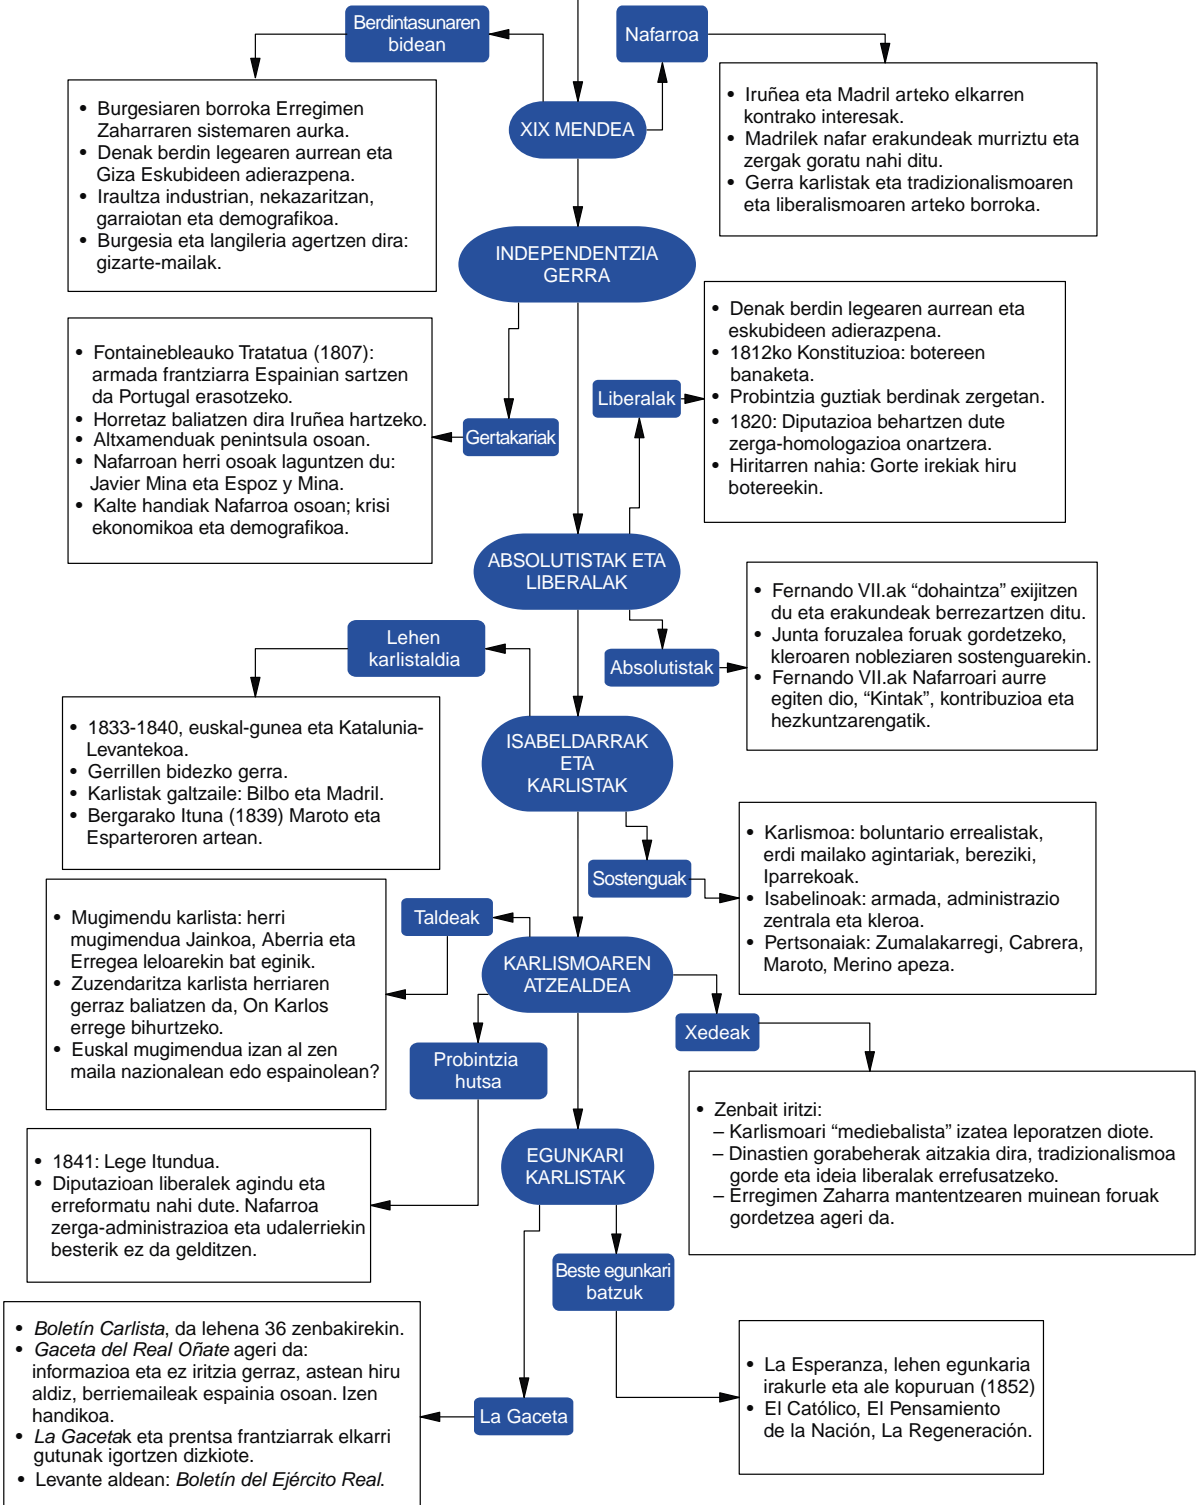 Berdintasunaren
bidean
Nafarroa
• Burgesiaren borroka Erregimen
Zaharraren sistemaren aurka.
• Denak berdin legearen aurrean eta
Giza Eskubideen adierazpena.
• Iraultza industrian, nekazaritzan,
garraiotan eta demografikoa.
• Burgesia eta langileria agertzen dira:
gizarte-mailak.
XIX MENDEA
• Iruñea eta Madril arteko elkarren
kontrako interesak.
• Madrilek nafar erakundeak murriztu eta
zergak goratu nahi ditu.
• Gerra karlistak eta tradizionalismoaren
eta liberalismoaren arteko borroka.
INDEPENDENTZIA
GERRA
• Fontainebleauko Tratatua (1807):
armada frantziarra Espainian sartzen
da Portugal erasotzeko.
• Horretaz baliatzen dira Iruñea hartzeko.
• Altxamenduak penintsula osoan.
• Nafarroan herri osoak laguntzen du:
Javier Mina eta Espoz y Mina.
• Kalte handiak Nafarroa osoan; krisi
ekonomikoa eta demografikoa.
Gertakariak
Liberalak
• Denak berdin legearen aurrean eta
eskubideen adierazpena.
• 1812ko Konstituzioa: botereen
banaketa.
• Probintzia guztiak berdinak zergetan.
• 1820: Diputazioa behartzen dute
zerga-homologazioa onartzera.
• Hiritarren nahia: Gorte irekiak hiru
botereekin.
ABSOLUTISTAK ETA
LIBERALAK
Absolutistak
• Fernando VII.ak “dohaintza” exijitzen
du eta erakundeak berrezartzen ditu.
• Junta foruzalea foruak gordetzeko,
kleroaren nobleziaren sostenguarekin.
• Fernando VII.ak Nafarroari aurre
egiten dio, “Kintak”, kontribuzioa eta
hezkuntzarengatik.
Lehen
karlistaldia
• 1833-1840, euskal-gunea eta Katalunia-
Levantekoa.
• Gerrillen bidezko gerra.
• Karlistak galtzaile: Bilbo eta Madril.
• Bergarako Ituna (1839) Maroto eta
Esparteroren artean.
ISABELDARRAK
ETA
KARLISTAK
Sostenguak
• Karlismoa: boluntario errealistak,
erdi mailako agintariak, bereziki,
Iparrekoak.
• Isabelinoak: armada, administrazio
zentrala eta kleroa.
• Pertsonaiak: Zumalakarregi, Cabrera,
Maroto, Merino apeza.
Taldeak
• Mugimendu karlista: herri
mugimendua Jainkoa, Aberria eta
Erregea leloarekin bat eginik.
• Zuzendaritza karlista herriaren
gerraz baliatzen da, On Karlos
errege bihurtzeko.
• Euskal mugimendua izan al zen
maila nazionalean edo espainolean?
KARLISMOAREN
ATZEALDEA
Xedeak
Probintzia
hutsa
• Zenbait iritzi:
– Karlismoari “mediebalista” izatea leporatzen diote.
– Dinastien gorabeherak aitzakia dira, tradizionalismoa
gorde eta ideia liberalak errefusatzeko.
– Erregimen Zaharra mantentzearen muinean foruak
gordetzea ageri da.
• 1841: Lege Itundua.
• Diputazioan liberalek agindu eta
erreformatu nahi dute. Nafarroa
zerga-administrazioa eta udalerriekin
besterik ez da gelditzen.
EGUNKARI
KARLISTAK
Beste egunkari
batzuk
• Boletín Carlista, da lehena 36 zenbakirekin.
• Gaceta del Real Oñate ageri da:
informazioa eta ez iritzia gerraz, astean hiru
aldiz, berriemaileak espainia osoan. Izen
handikoa.
• La Gacetak eta prentsa frantziarrak elkarri
gutunak igortzen dizkiote.
• Levante aldean: Boletín del Ejército Real.
La Gaceta
• La Esperanza, lehen egunkaria
irakurle eta ale kopuruan (1852)
• El Católico, El Pensamiento
de la Nación, La Regeneración.